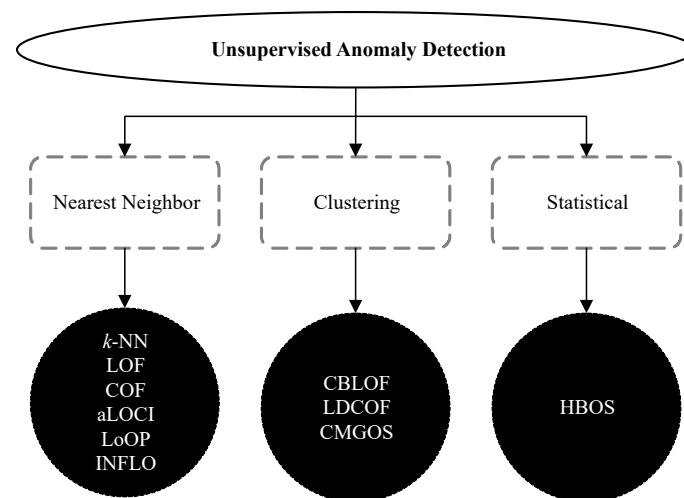 Unsupervised Anomaly Detection
Nearest Neighbor
Clustering
Statistical
k-NN
LOF
COF
aLOCI
LoOP
INFLO
CBLOF
LDCOF
CMGOS
HBOS